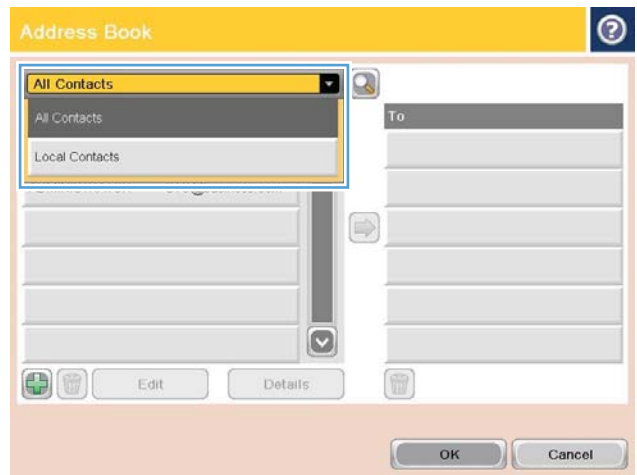 Address Book
?
All Contacts
All Contacts
To
Local Contacts
Edit
Details
OK
Cancel